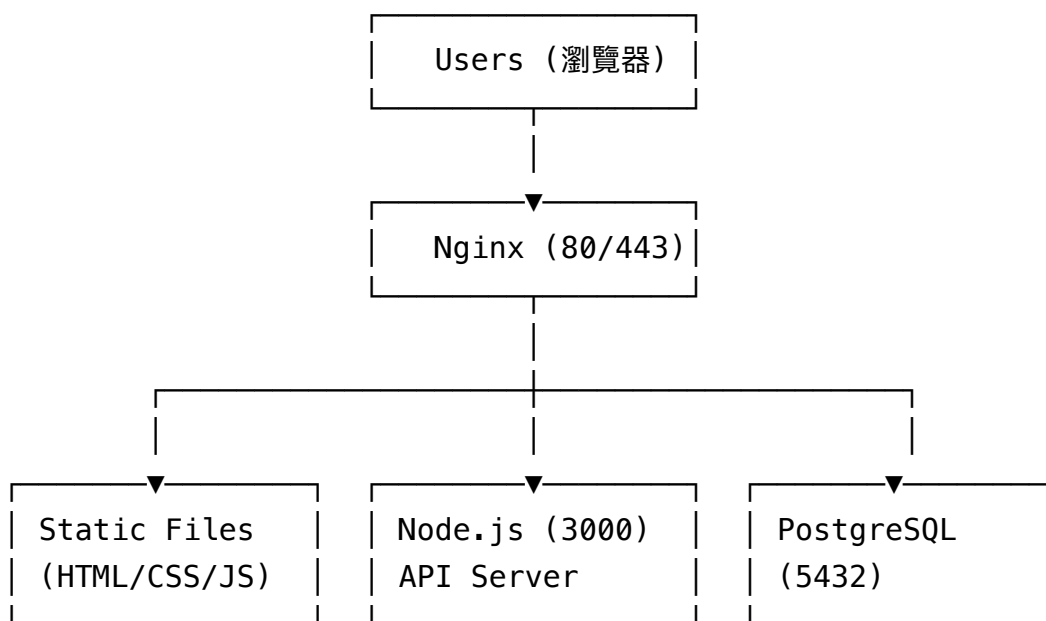 Users (瀏覽器)
Nginx (80/443)
Static Files
(HTML/CSS/JS)
Node.js (3000)
API Server
PostgreSQL
(5432)